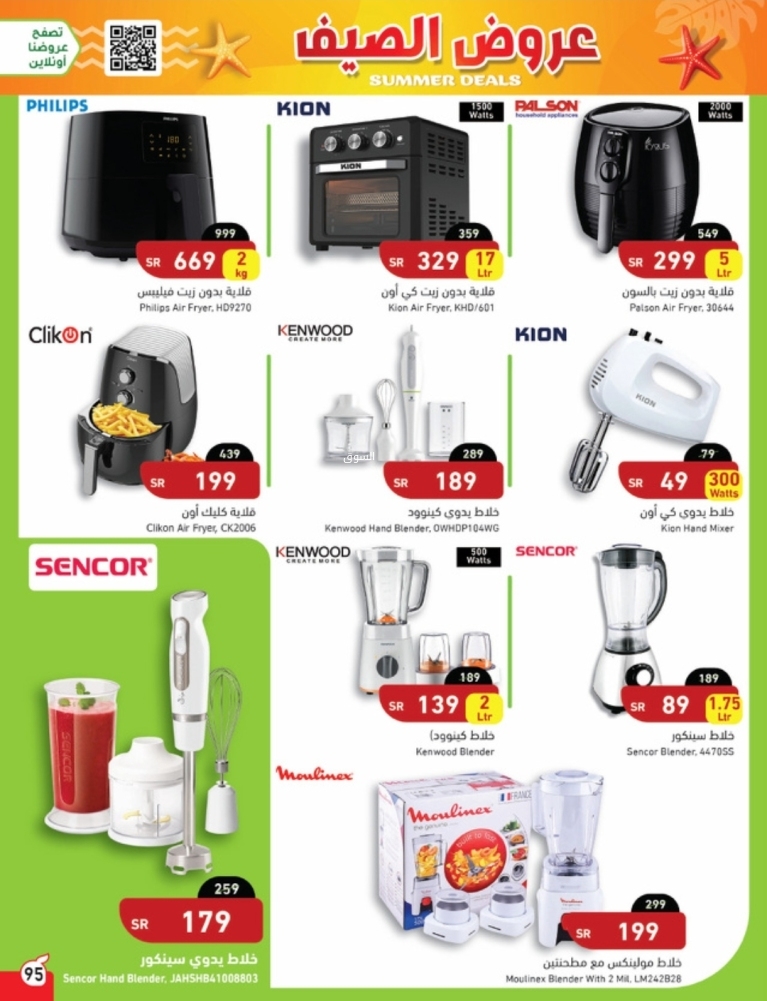 تصفح
عروضنا
أونلاين
عروض الصيف
SUMMER DEALS
PHILIPS
999
SR 669
2 kg
قلاية بدون زيت فيليبس
Philips Air Fryer, HD9270
KION
1500 Watts
KION
359
SR 329
17 Ltr
قلاية بدون زيت كي أون
Kion Air Fryer, KHD/601
PALSON
household appliances
2000 Watts
549
SR 299
5 Ltr
قلاية بدون زيت بالسون
Palson Air Fryer, 30644
Clikon
439
SR 199
قلاية كليك أون
Clikon Air Fryer, CK2006
KENWOOD
CREATE MORE
السوق
289
SR 189
خلاط يدوي كينوود
Kenwood Hand Blender, OWHDP104WG
KION
KION
79
SR 49
300 Watts
خلاط يدوي كي أون
Kion Hand Mixer
SENCOR
SENCOR
259
SR 179
خلاط يدوي سينكور
Sencor Hand Blender, JAHSHB41008803
KENWOOD
CREATE MORE
500 Watts
189
SR 139
2 Ltr
خلاط كينوود)
Kenwood Blender
SENCOR
189
SR 89
1.75 Ltr
خلاط سينكور
Sencor Blender, 4470SS
Moulinex
Moulinex
FRANCE
299
SR 199
خلاط مولينكس مع مطحنتين
Moulinex Blender With 2 Mil, LM242B28
95